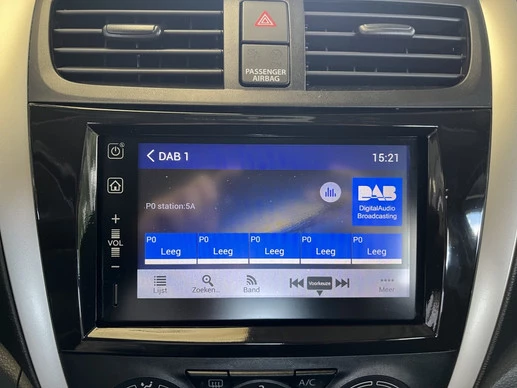 PASSENGER
AIRBAG
DAB 1
15:21
P0 station:5A
DAB
DigitalAudio
Broadcasting
VOL
P0 P0 P0 P0 P0
Leeg Leeg Leeg Leeg Leeg
Lijst Zoeken... Band Voorkeuze Meer
A/C